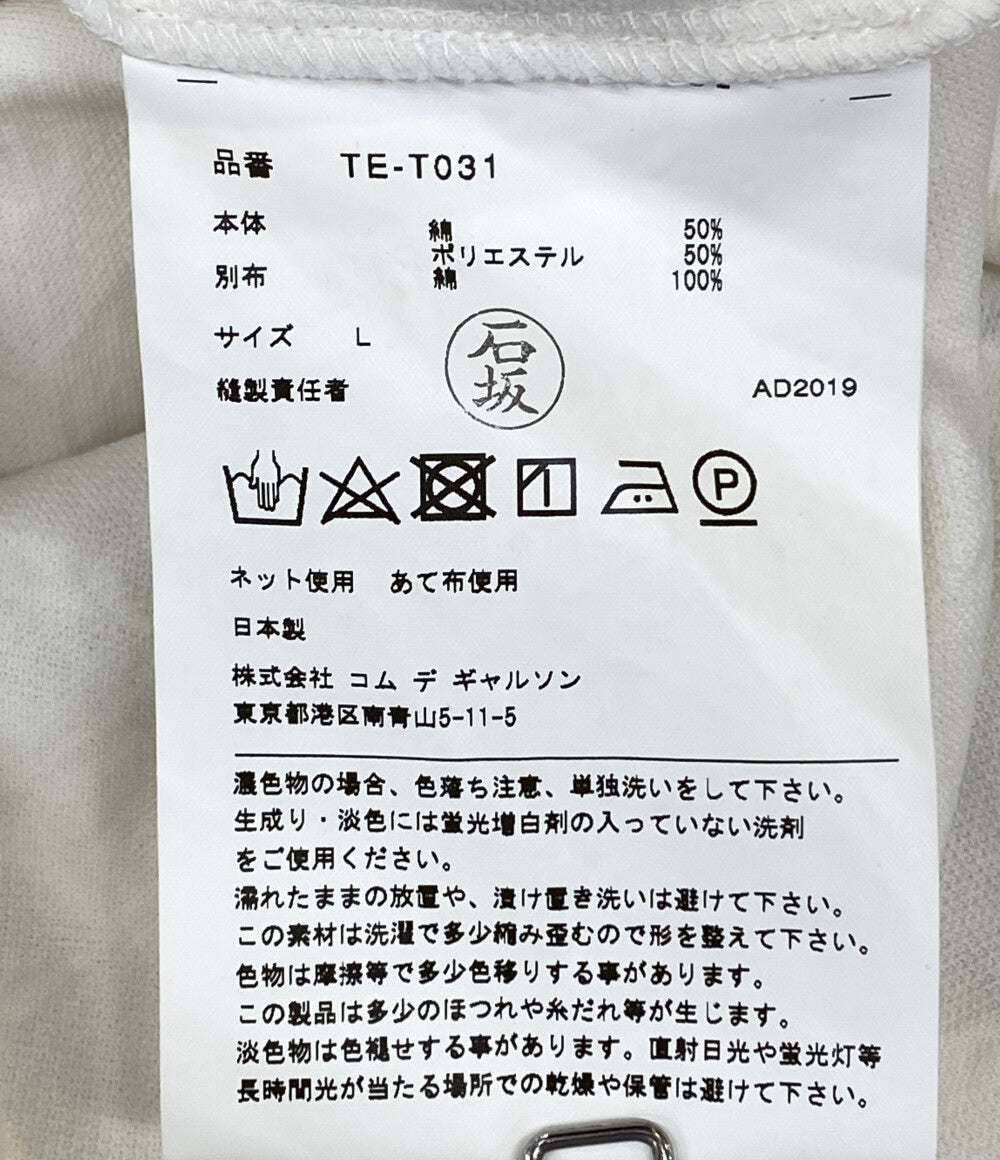 品番 TE-T031
本体 綿 50%
ポリエステル 50%
別布 綿 100%
サイズ L
石坂
縫製責任者 AD2019
P
ネット使用 あて布使用
日本製
株式会社 コム デ ギャルソン
東京都港区南青山5-11-5
濃色物の場合、色落ち注意、単独洗いをして下さい。
生成り・淡色には蛍光増白剤の入っていない洗剤
をご使用ください。
濡れたままの放置や、漬け置き洗いは避けて下さい。
この素材は洗濯で多少縮み歪むので形を整えて下さい。
色物は摩擦等で多少色移りする事があります。
この製品は多少のほつれや糸だれ等が生じます。
淡色物は色褪せする事があります。直射日光や蛍光灯等
長時間光が当たる場所での乾燥や保管は避けて下さい。